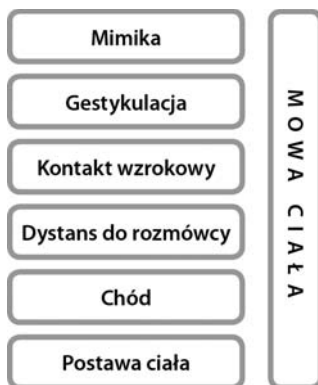 Mimika
Gestykulacja
Kontakt wzrokowy
Dystans do rozmówcy
Chód
Postawa ciała
MOWA CIAŁA